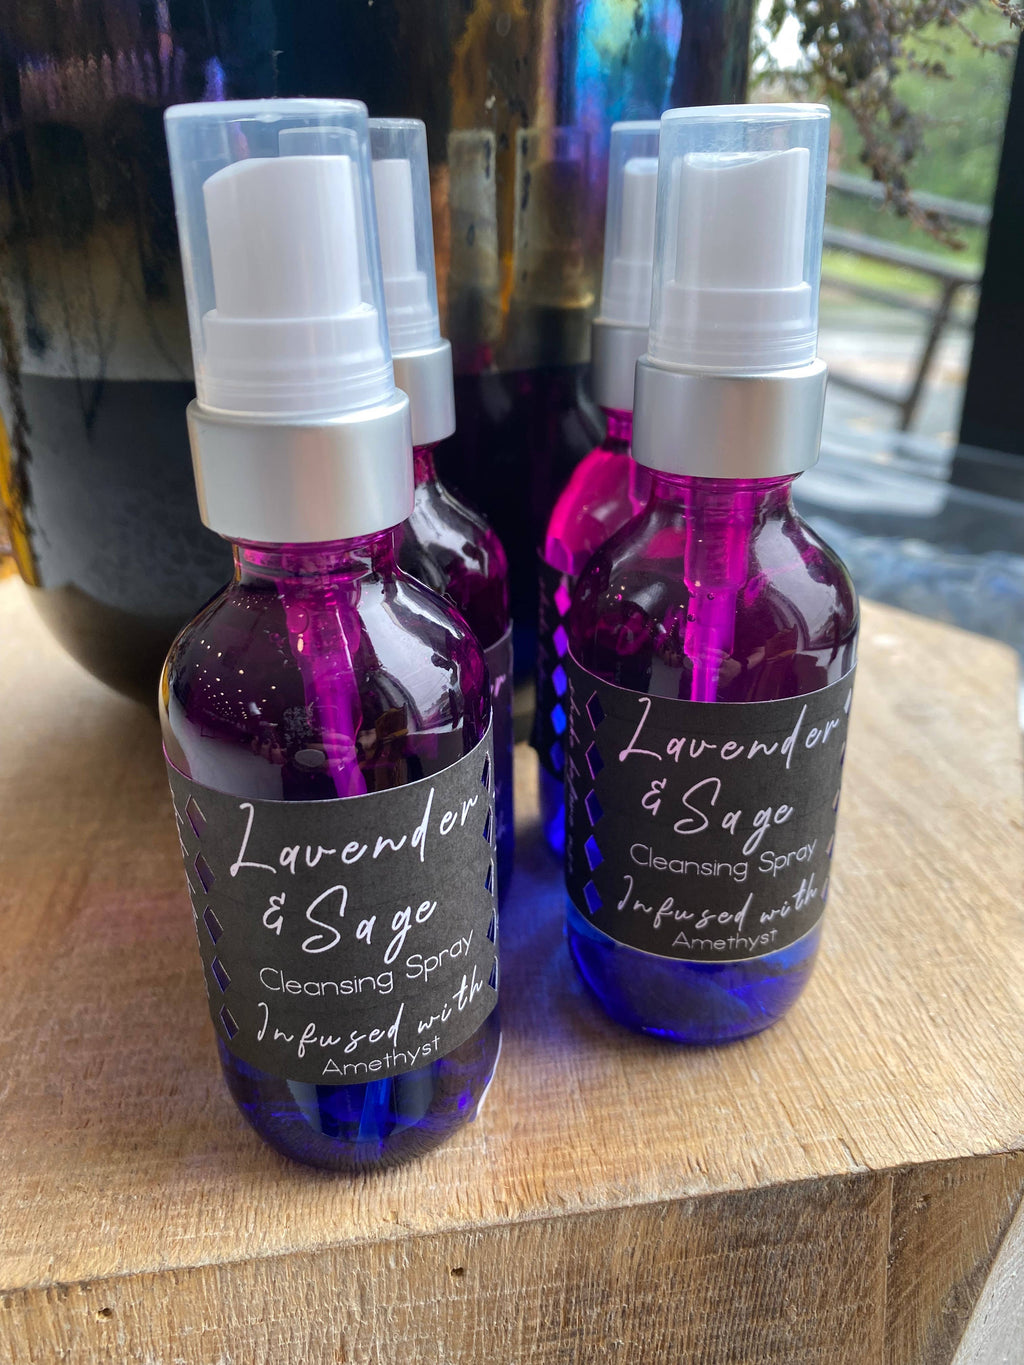 Lavender
& Sage
Cleansing Spray
Infused with
Amethyst
Lavender
& Sage
Cleansing Spray
Infused with
Amethyst